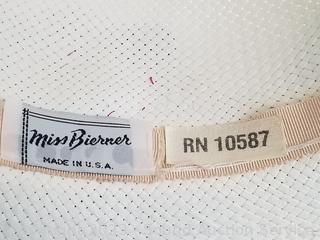 Miss Bierner
MADE IN U.S.A.
RN 10587